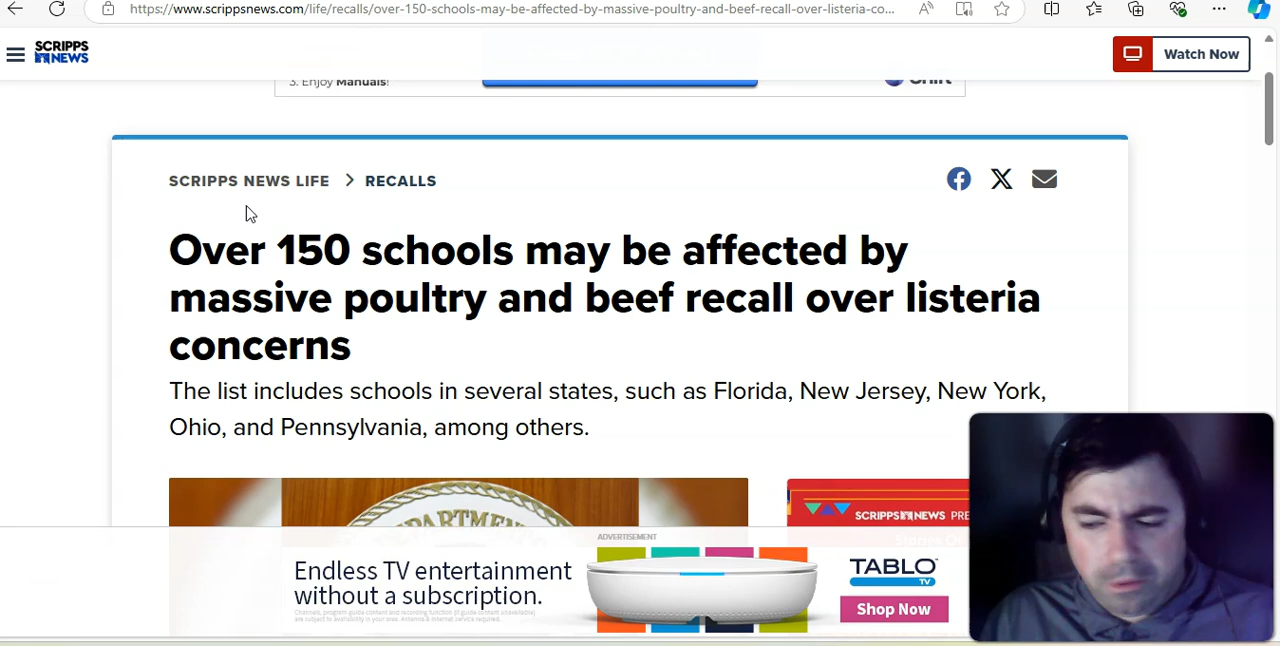 https://www.scrippsnews.com/life/recalls/over-150-schools-may-be-affected-by-massive-poultry-and-beef-recall-over-listeria-co...
SCRIPPS
NEWS
Watch Now
3. Enjoy Manuals!
Shift
SCRIPPS NEWS LIFE > RECALLS
Over 150 schools may be affected by
massive poultry and beef recall over listeria
concerns
The list includes schools in several states, such as Florida, New Jersey, New York,
Ohio, and Pennsylvania, among others.
DEPARTMENT
SCRIPPS NEWS PRE
ADVERTISEMENT
Endless TV entertainment
without a subscription.
TABLO
TV
Shop Now